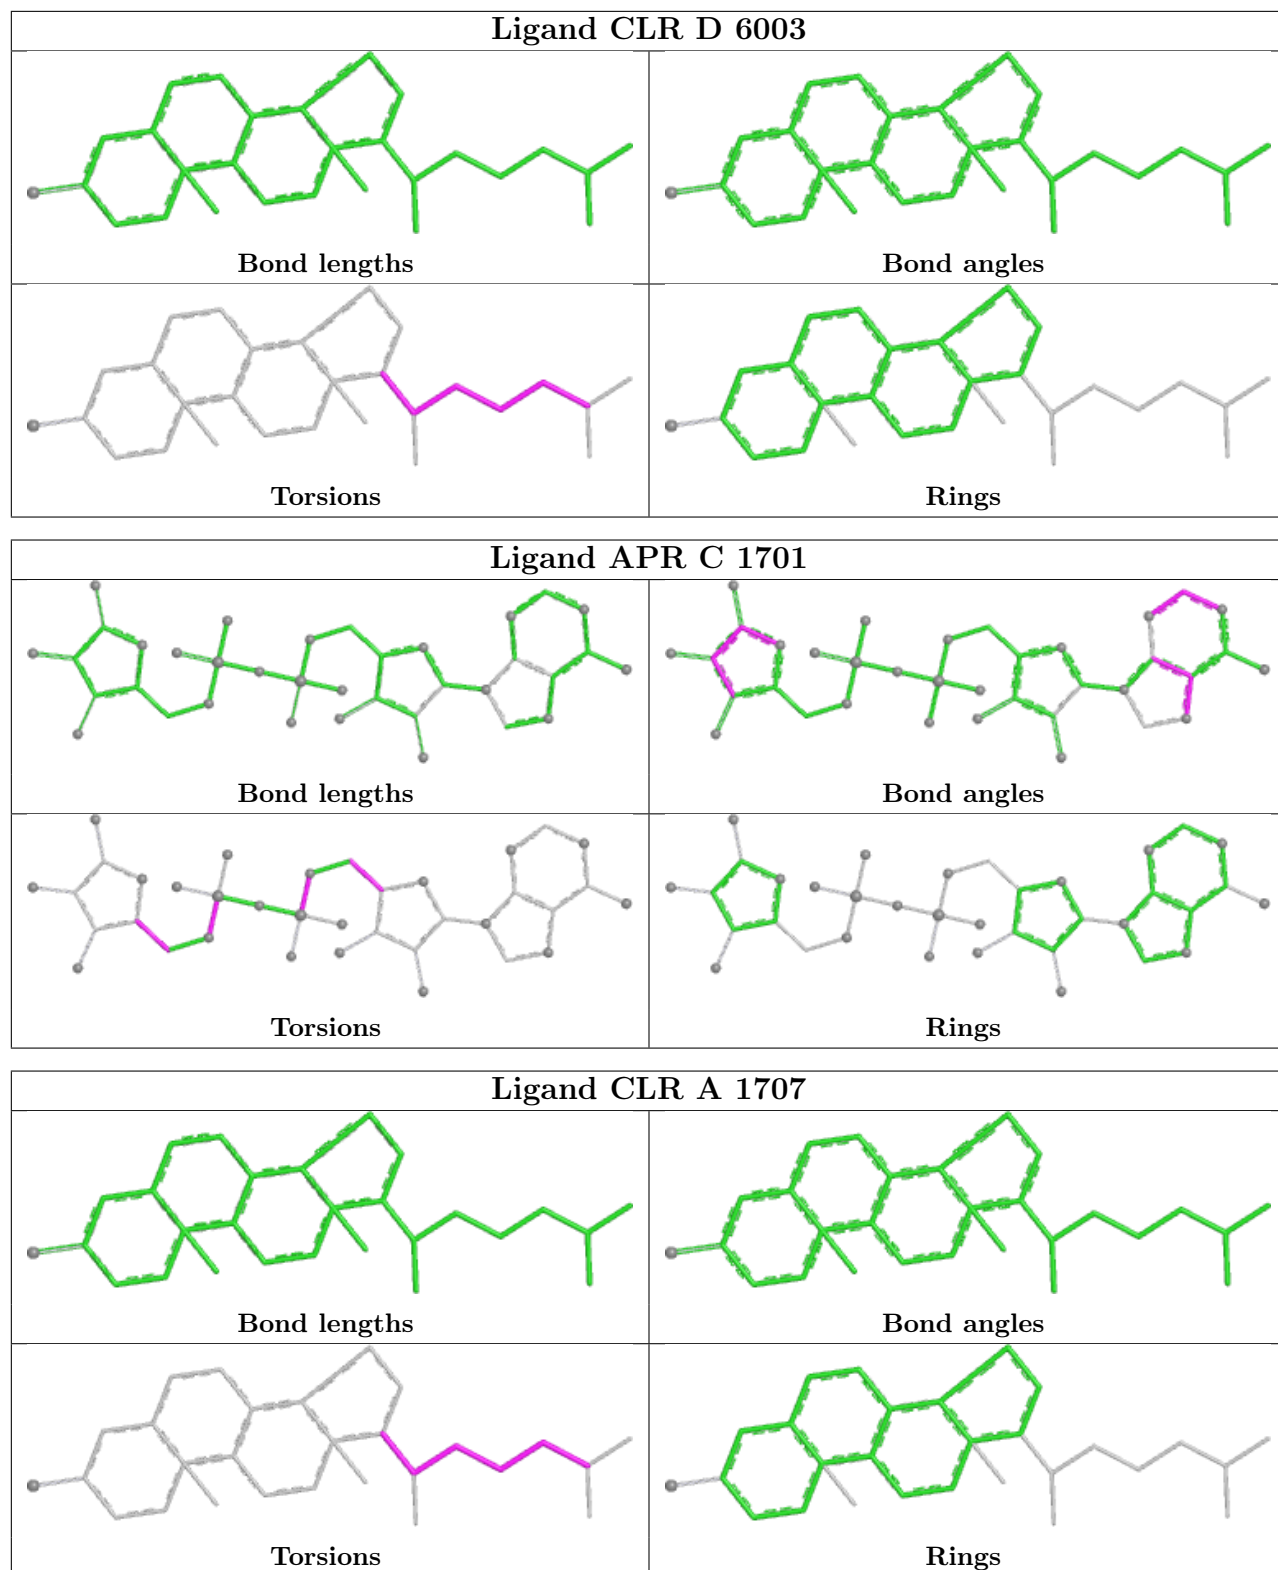 Ligand CLR D 6003
Bond lengths
Bond angles
Torsions
Rings
Ligand APR C 1701
Bond lengths
Bond angles
Torsions
Rings
Ligand CLR A 1707
Bond lengths
Bond angles
Torsions
Rings